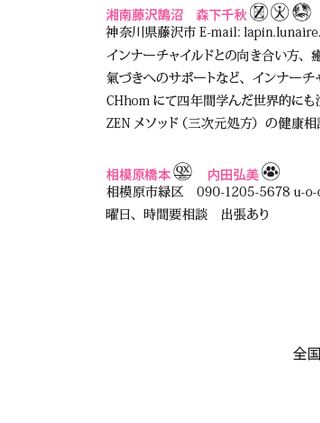 湘南藤沢鵠沼　森下千秋
神奈川県藤沢市 E-mail: lapin.lunaire.
インナーチャイルドとの向き合い方、
氣づきへのサポートなど、インナーチャ
CHhom にて四年間学んだ世界的にも
ZEN メソッド（三次元処方）の健康相
相模原橋本 QX　内田弘美
相模原市緑区　090-1205-5678 u-o-
曜日、時間要相談　出張あり
全国